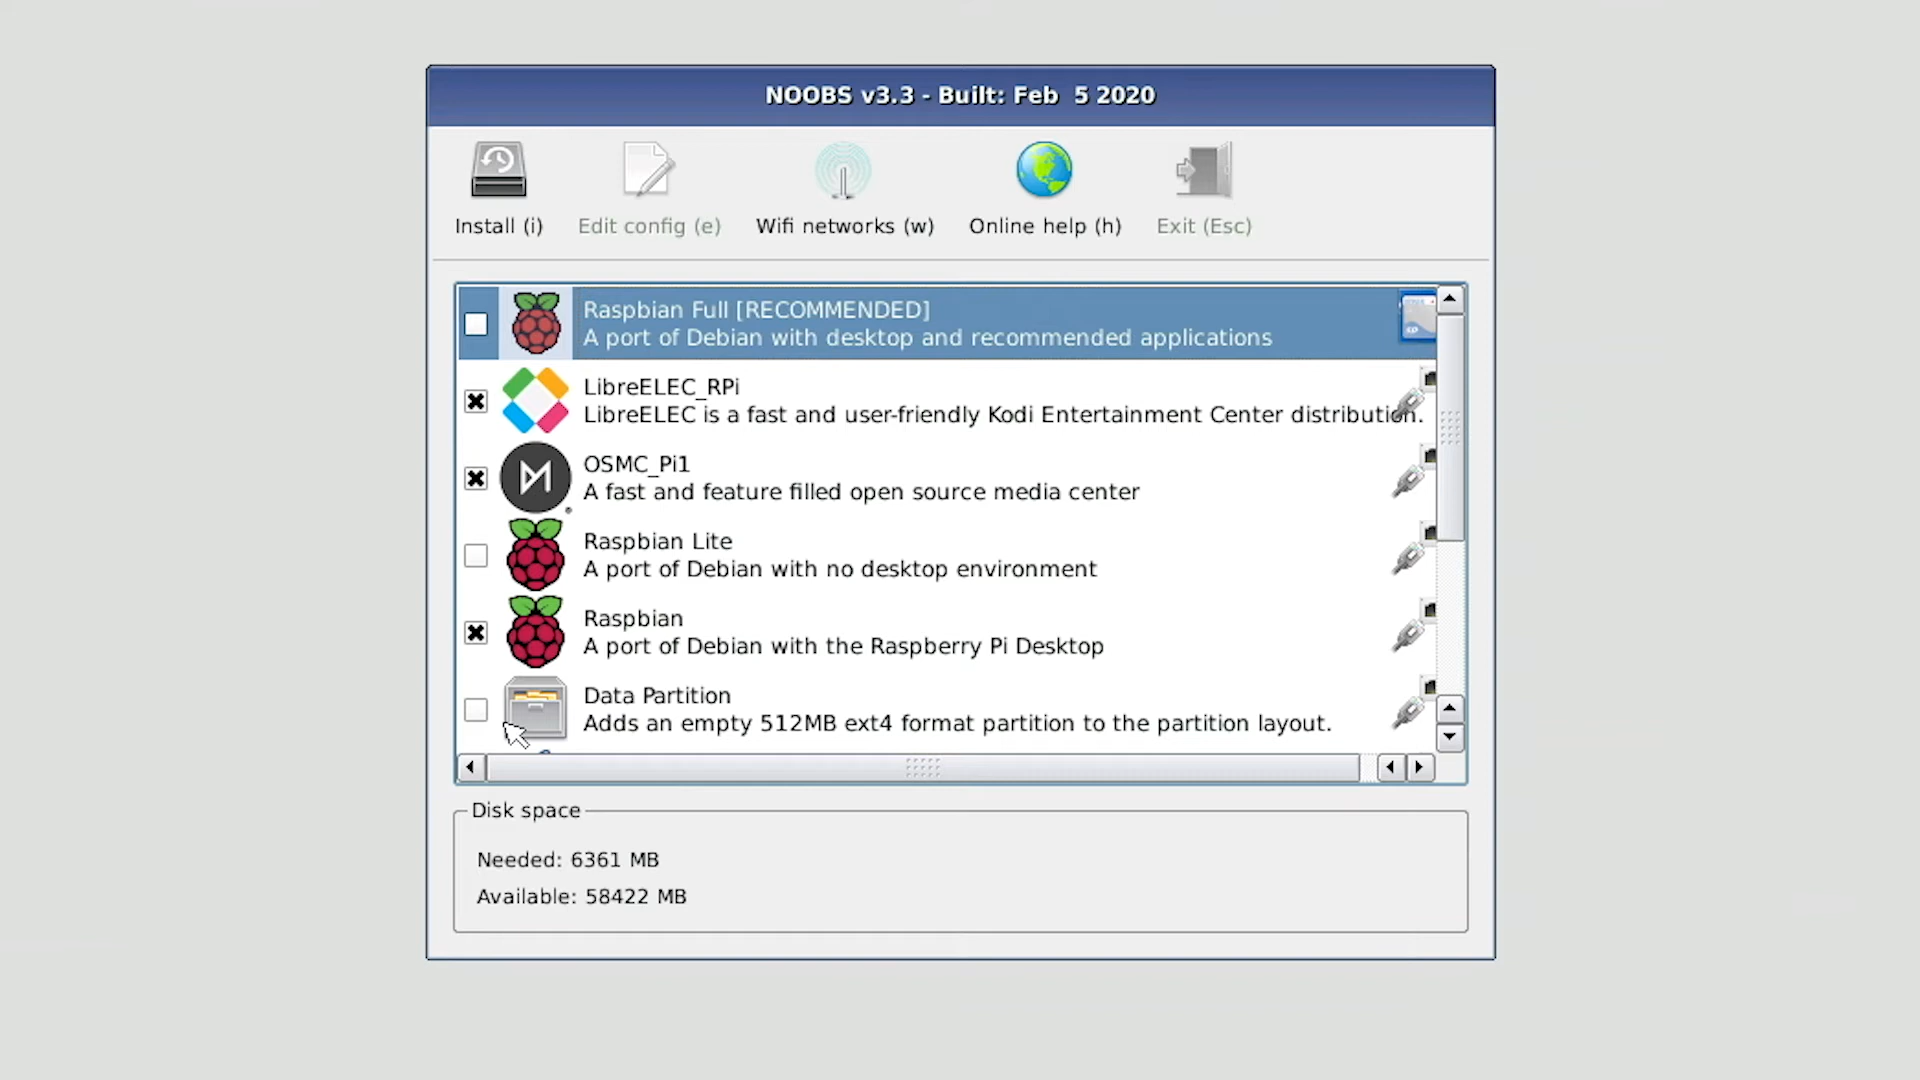 NOOBS v3.3 - Built: Feb  5 2020
Install (i)
Edit config (e)
Wifi networks (w)
Online help (h)
Exit (Esc)
Raspbian Full [RECOMMENDED]
A port of Debian with desktop and recommended applications
LibreELEC_RPi
LibreELEC is a fast and user-friendly Kodi Entertainment Center distribution.
OSMC_Pi1
A fast and feature filled open source media center
Raspbian Lite
A port of Debian with no desktop environment
Raspbian
A port of Debian with the Raspberry Pi Desktop
Data Partition
Adds an empty 512MB ext4 format partition to the partition layout.
Disk space
Needed: 6361 MB
Available: 58422 MB